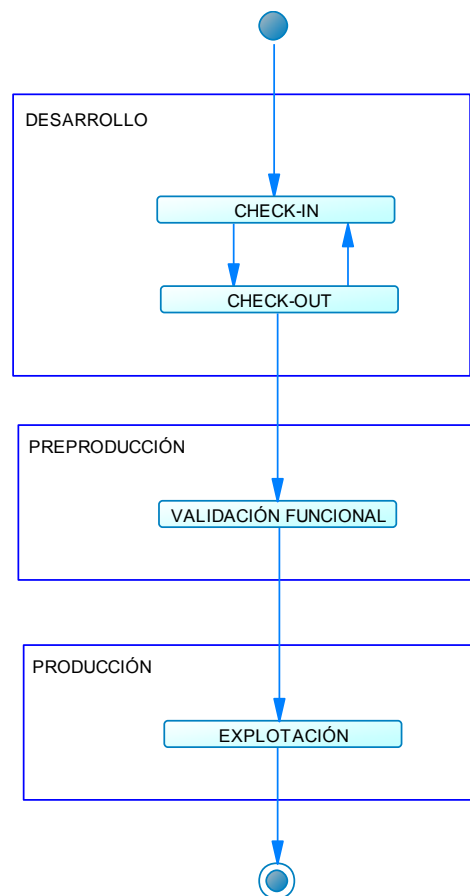 DESARROLLO
CHECK-IN
CHECK-OUT
PREPRODUCCIÓN
VALIDACIÓN FUNCIONAL
PRODUCCIÓN
EXPLOTACIÓN